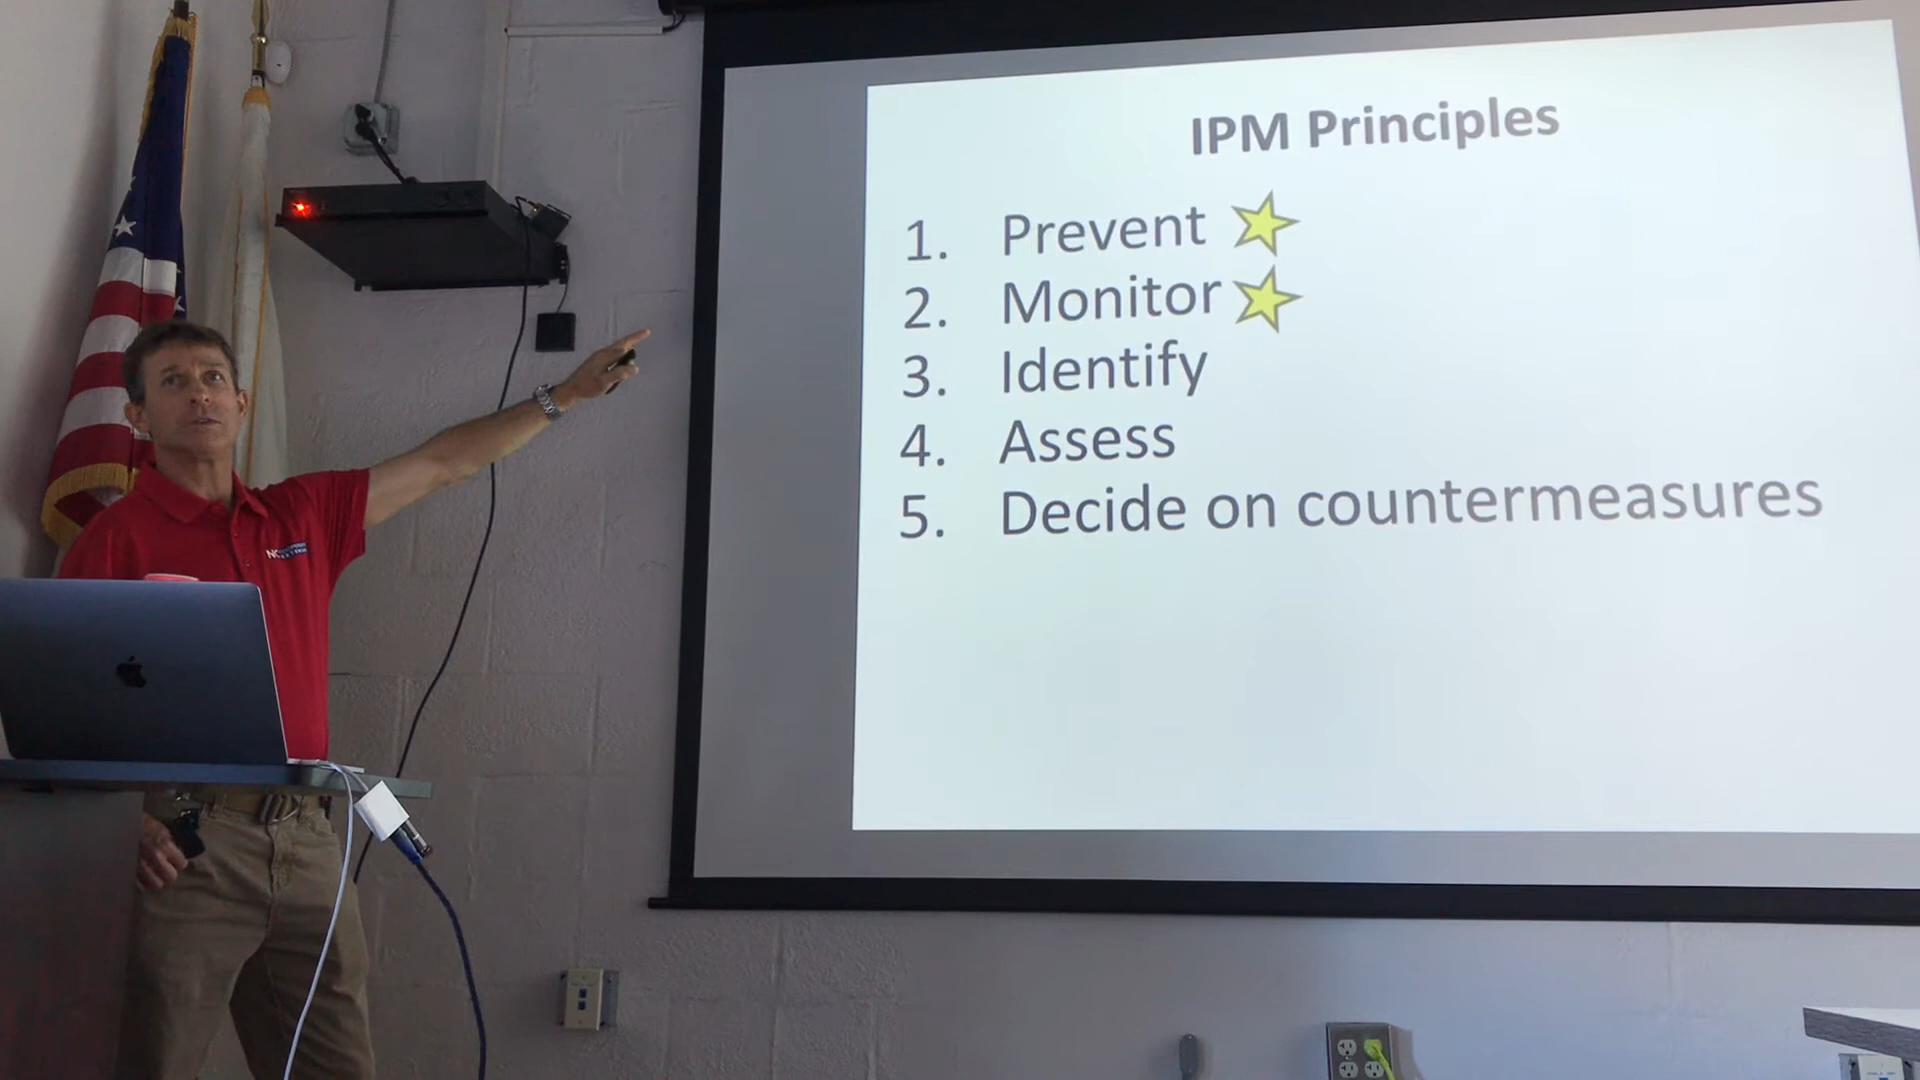 IPM Principles
1. Prevent
2. Monitor
3. Identify
4. Assess
5. Decide on countermeasures